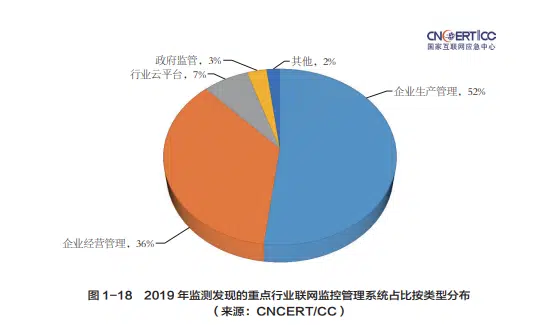 CNCERT/CC
国家互联网应急中心
政府监管，3%
其他，2%
行业云平台，7%
企业生产管理，52%
企业经营管理，36%
图 1-18 2019 年监测发现的重点行业联网监控管理系统占比按类型分布
（来源：CNCERT/CC）